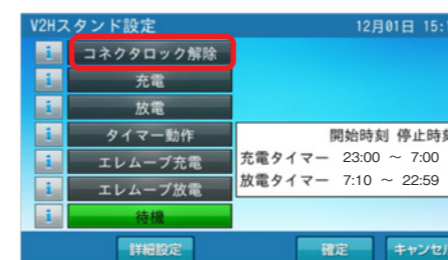 V2Hスタンド設定 12月01日 15:1
i コネクタロック解除
i 充電
i 放電
i タイマー動作
i エレムーブ充電
i エレムーブ放電
i 待機
開始時刻 停止時刻
充電タイマー 23:00 ～ 7:00
放電タイマー 7:10 ～ 22:59
詳細設定 確定 キャンセル